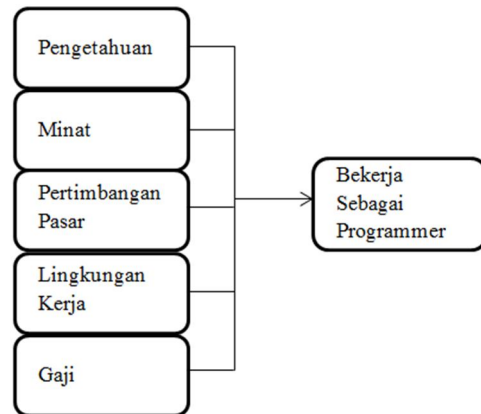 Pengetahuan
Minat
Pertimbangan
Pasar
Lingkungan
Kerja
Gaji
Bekerja
Sebagai
Programmer